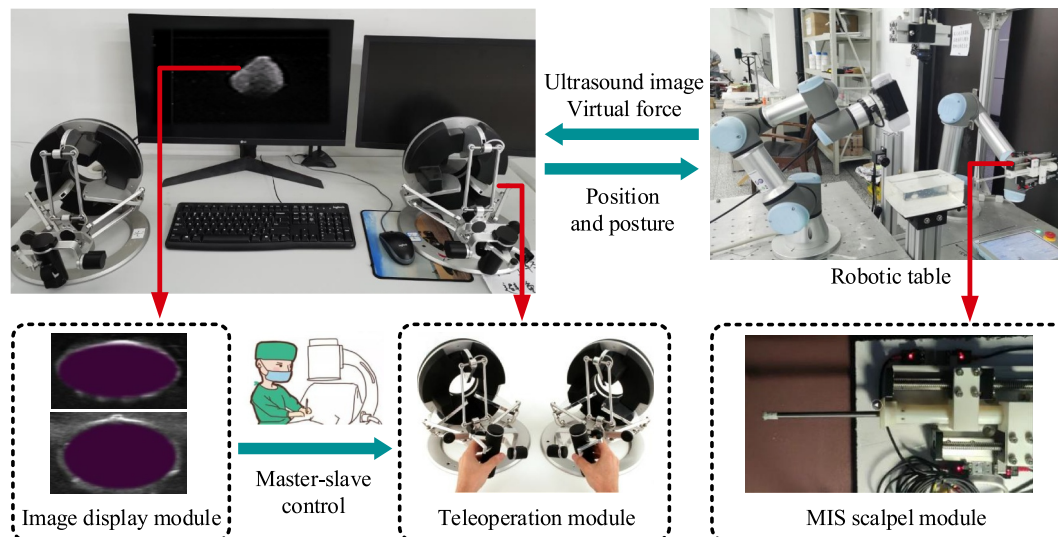 Ultrasound image
Virtual force
Position
and posture
Robotic table
Master-slave
control
Image display module
Teleoperation module
MIS scalpel module